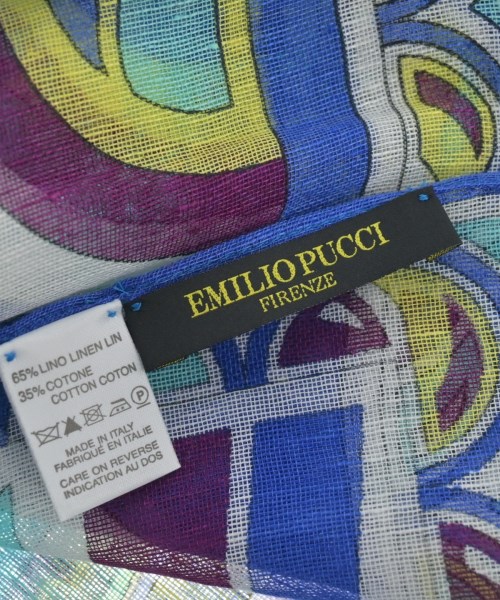 EMILIO PUCCI
FIRENZE
65% LINO LINEN LIN
35% COTONE
COTTON COTON
P
MADE IN ITALY
FABRIQUÉ EN ITALIE
CARE ON REVERSE
INDICATION AU DOS